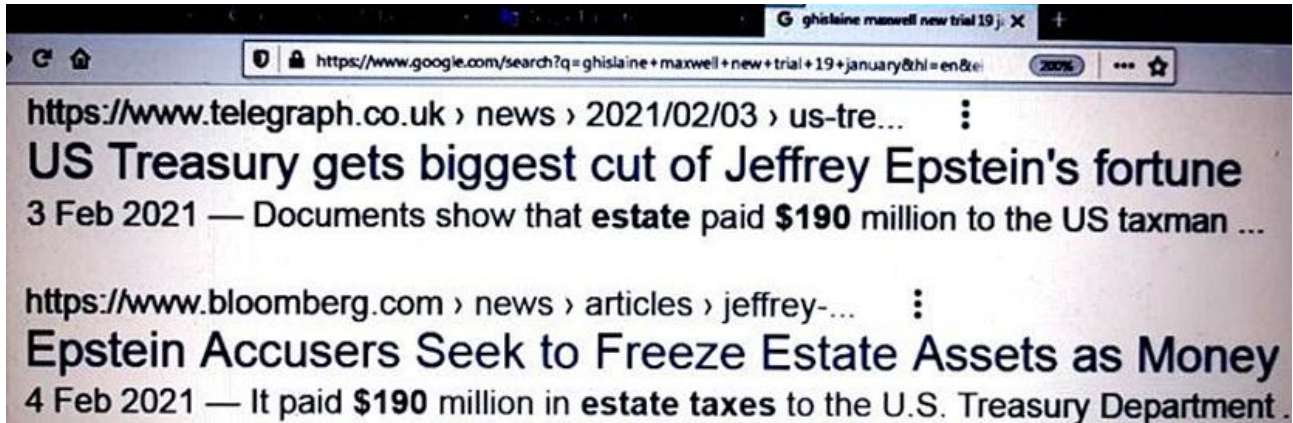 G ghislaine maxwell new trial 19 j
https://www.google.com/search?q=ghislaine+maxwell+new+trial+19+january&hl=en&ei
200%
https://www.telegraph.co.uk › news › 2021/02/03 › us-tre...
US Treasury gets biggest cut of Jeffrey Epstein's fortune
3 Feb 2021 — Documents show that estate paid $190 million to the US taxman ...
https://www.bloomberg.com › news › articles › jeffrey-...
Epstein Accusers Seek to Freeze Estate Assets as Money
4 Feb 2021 — It paid $190 million in estate taxes to the U.S. Treasury Department .